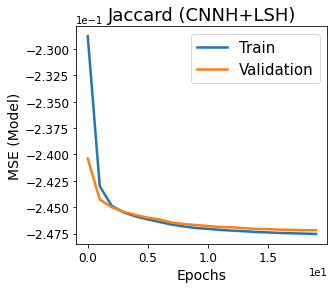 Jaccard (CNNH+LSH)
1e−1
−2.300
−2.325
−2.350
−2.375
−2.400
−2.425
−2.450
−2.475
MSE (Model)
Train
Validation
0.0
0.5
1.0
1.5
1e1
Epochs